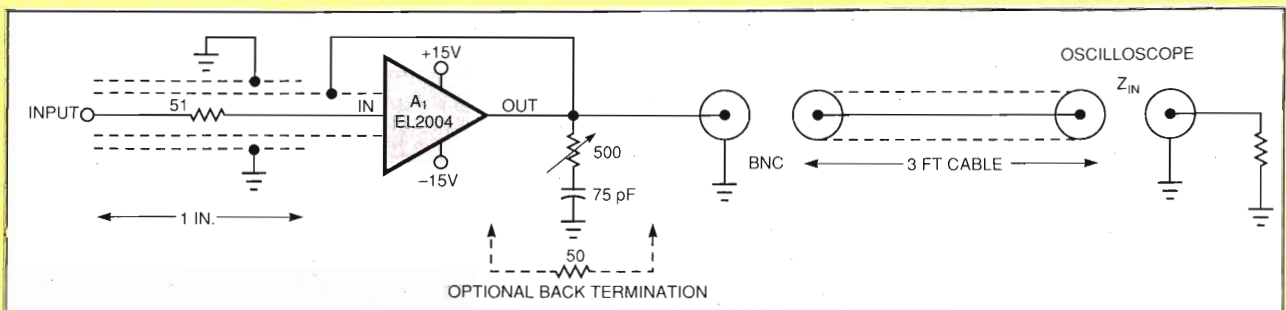 OSCILLOSCOPE
+15V
Z_IN
INPUT
51
IN
A1
EL2004
OUT
500
BNC
3 FT CABLE
–15V
75 pF
1 IN.
50
OPTIONAL BACK TERMINATION